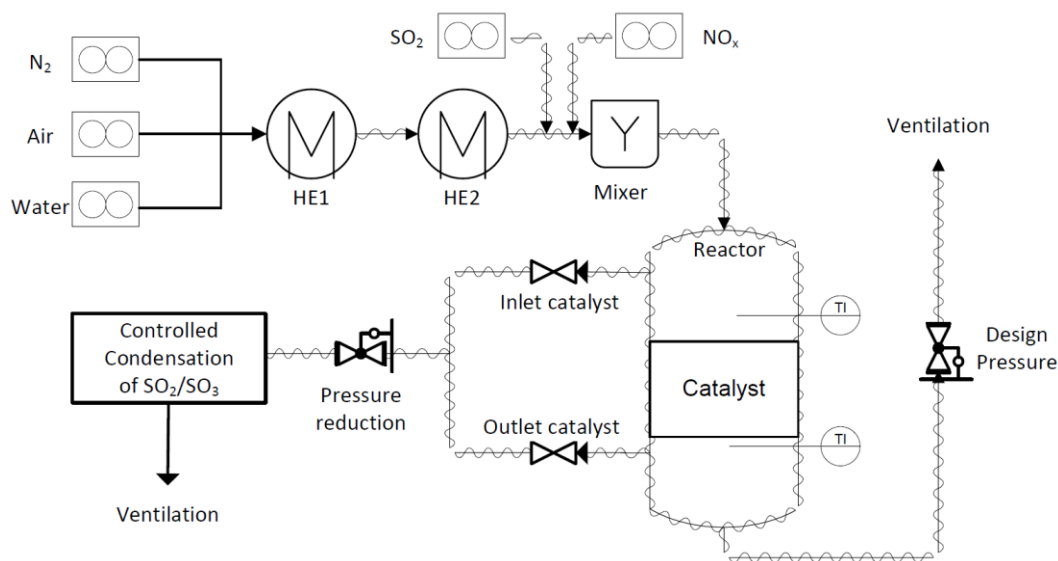 SO₂
NOₓ
N₂
Air
Water
HE1
HE2
Mixer
Ventilation
Reactor
Inlet catalyst
TI
Controlled
Condensation
of SO₂/SO₃
Pressure
reduction
Catalyst
Design
Pressure
Outlet catalyst
TI
Ventilation